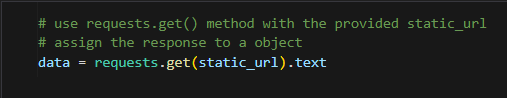 # use requests.get() method with the provided static_url
# assign the response to a object
data = requests.get(static_url).text